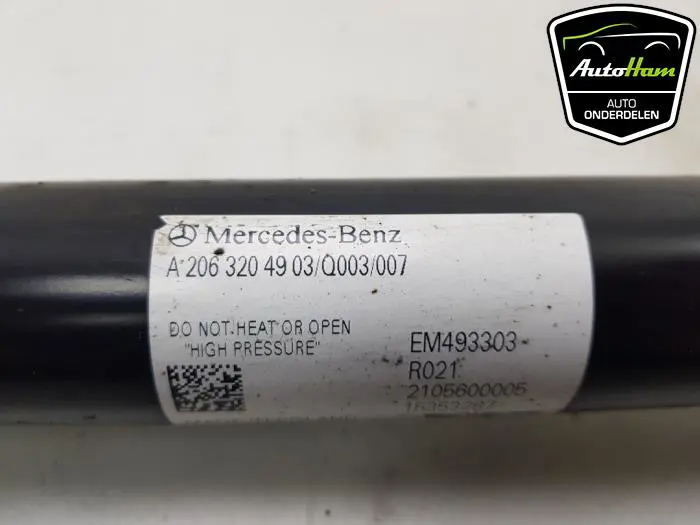 AutoHam
AUTO
ONDERDELEN
Mercedes-Benz
A 206 320 49 03/Q003/007
DO NOT HEAT OR OPEN
"HIGH PRESSURE"
EM493303
R021
2105600005